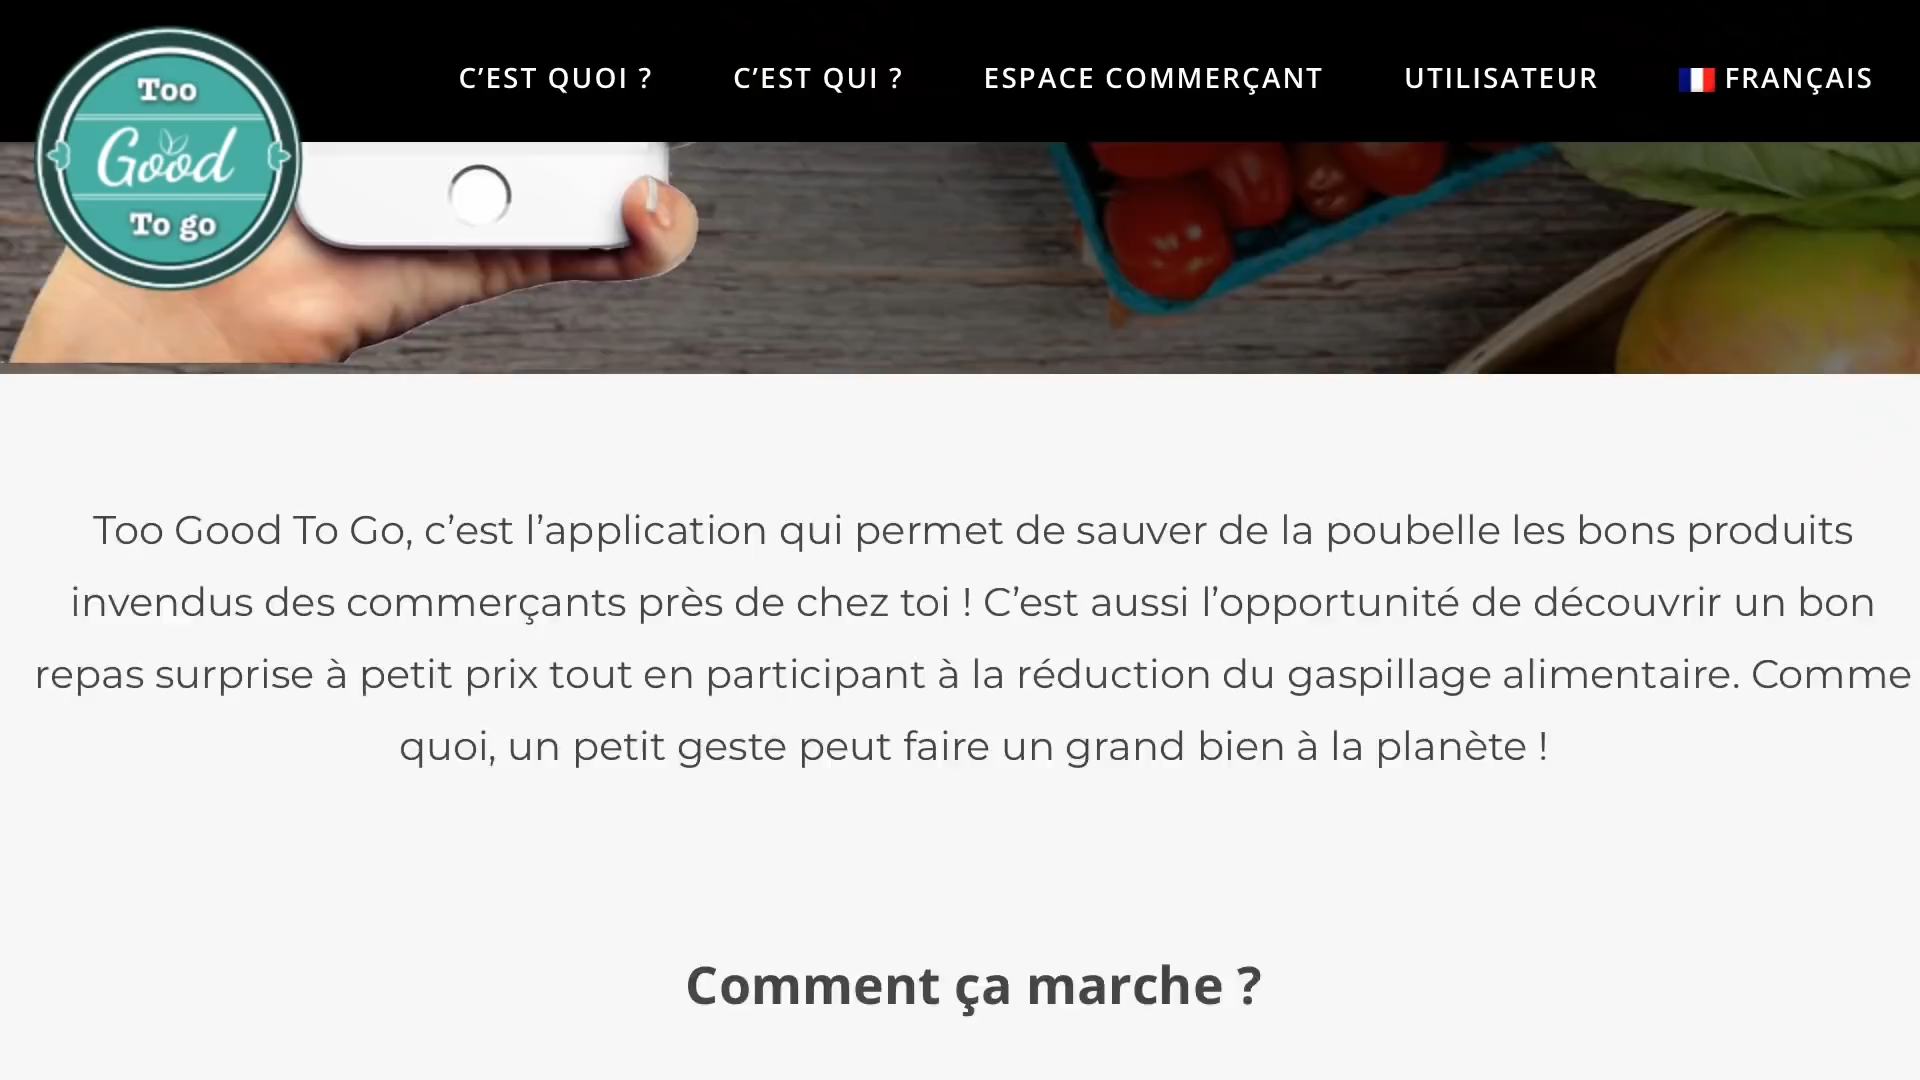 Too
Good
To go
C’EST QUOI ?
C’EST QUI ?
ESPACE COMMERÇANT
UTILISATEUR
FRANÇAIS
Too Good To Go, c’est l’application qui permet de sauver de la poubelle les bons produits
invendus des commerçants près de chez toi ! C’est aussi l’opportunité de découvrir un bon
repas surprise à petit prix tout en participant à la réduction du gaspillage alimentaire. Comme
quoi, un petit geste peut faire un grand bien à la planète !
Comment ça marche ?